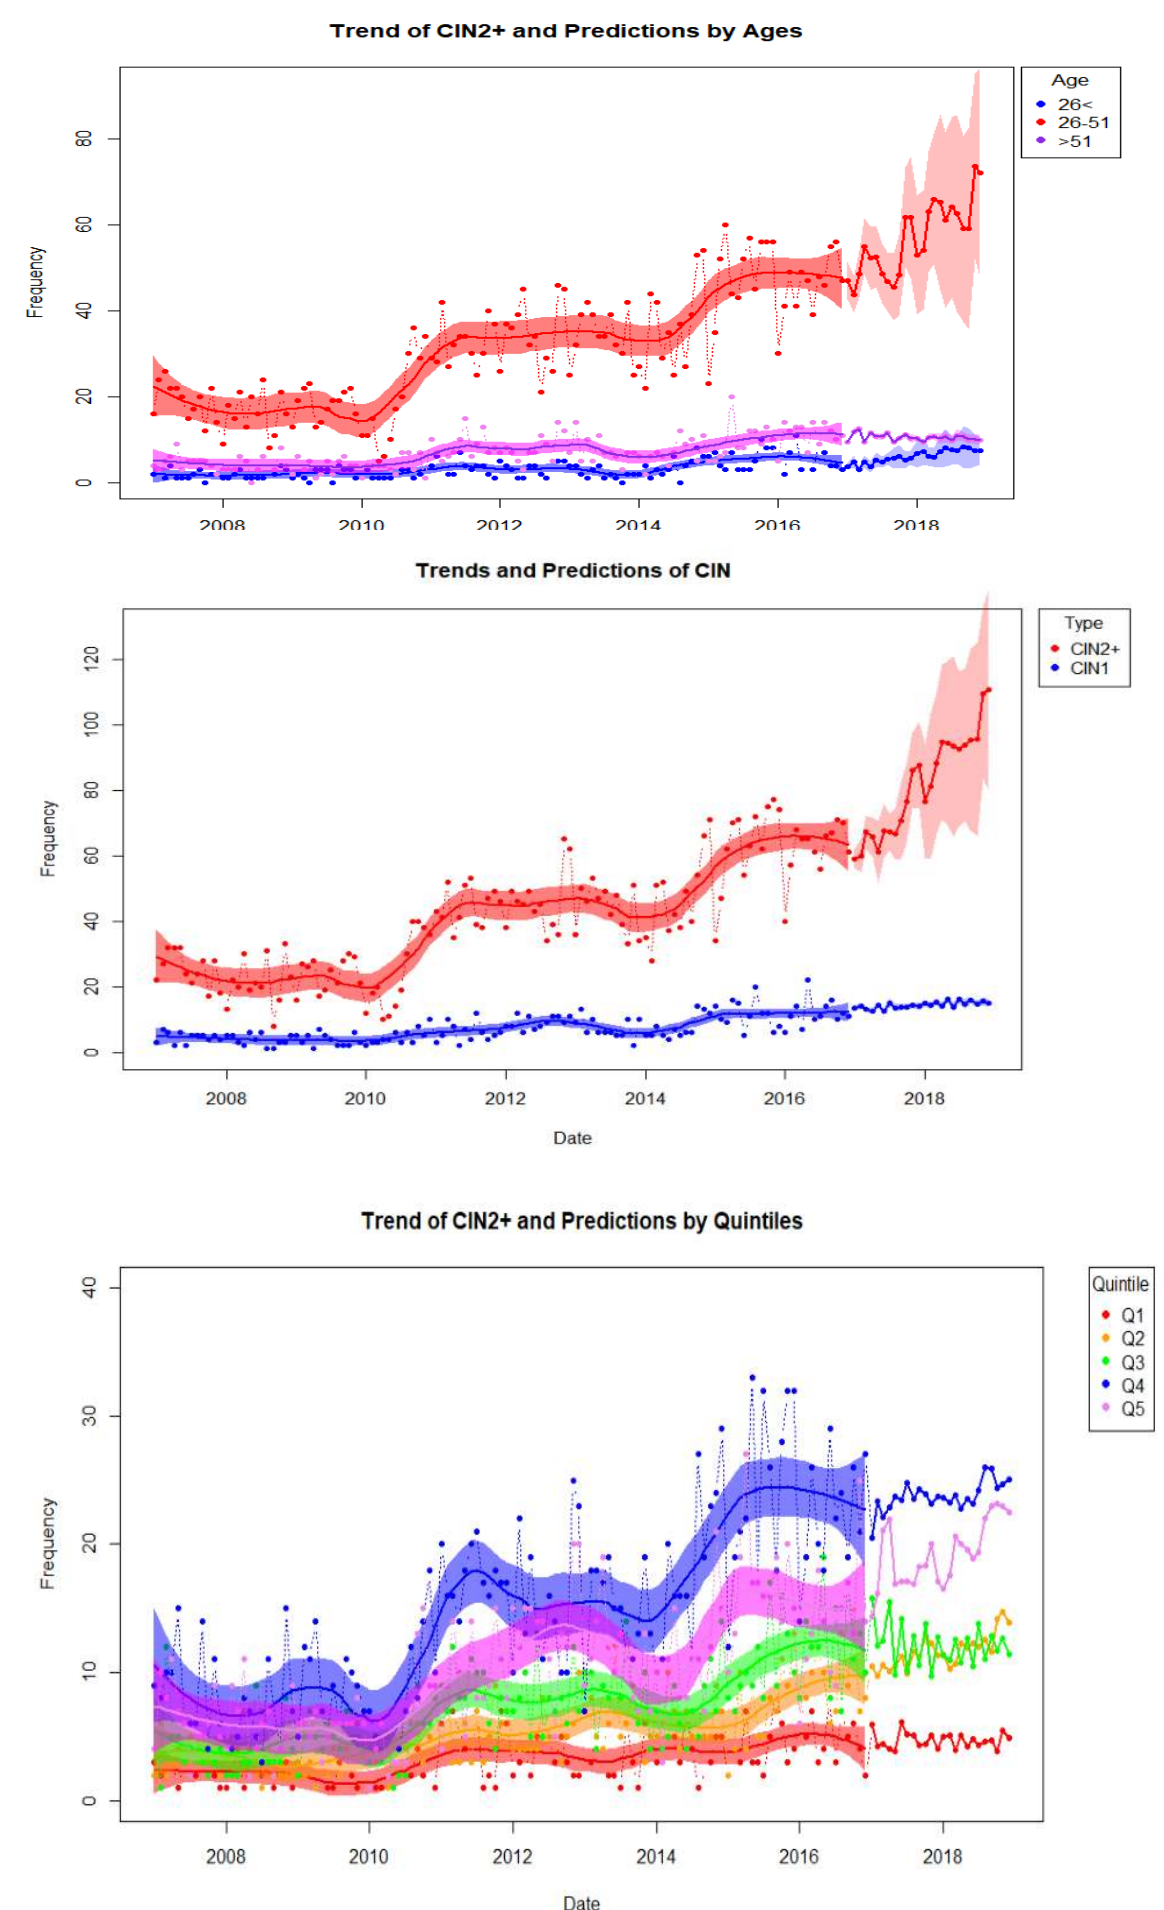 Trend of CIN2+ and Predictions by Ages
Frequency
80
60
40
20
0
2008 2010 2012 2014 2016 2018
Age
26<
26-51
>51
Trends and Predictions of CIN
Frequency
120
100
80
60
40
20
0
2008 2010 2012 2014 2016 2018
Date
Type
CIN2+
CIN1
Trend of CIN2+ and Predictions by Quintiles
Frequency
40
30
20
10
0
2008 2010 2012 2014 2016 2018
Date
Quintile
Q1
Q2
Q3
Q4
Q5